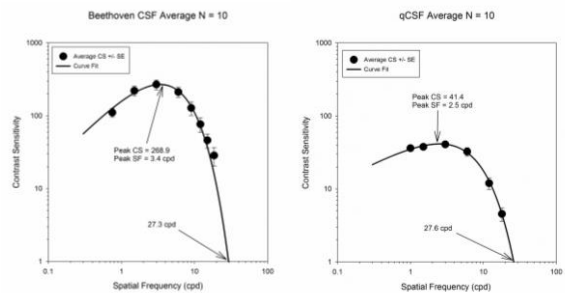 Beethoven CSF Average N = 10
1000
Average CS +/- SE
Curve Fit
100
Contrast Sensitivity
Peak CS = 268.9
Peak SF = 3.4 cpd
10
27.3 cpd
1
0.1
1
10
100
Spatial Frequency (cpd)
qCSF Average N = 10
1000
Average CS +/- SE
Curve Fit
Peak CS = 41.4
Peak SF = 2.5 cpd
100
Contrast Sensitivity
10
27.6 cpd
1
0.1
1
10
100
Spatial Frequency (cpd)